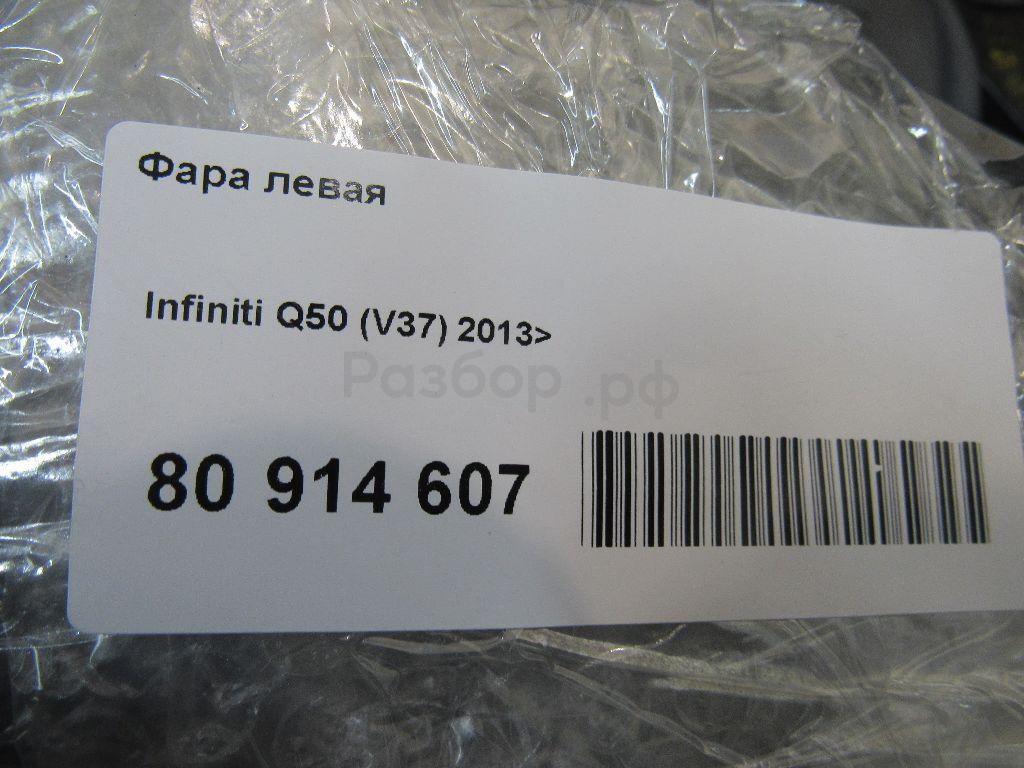 Фара левая
Infiniti Q50 (V37) 2013>
Разбор.рф
80 914 607